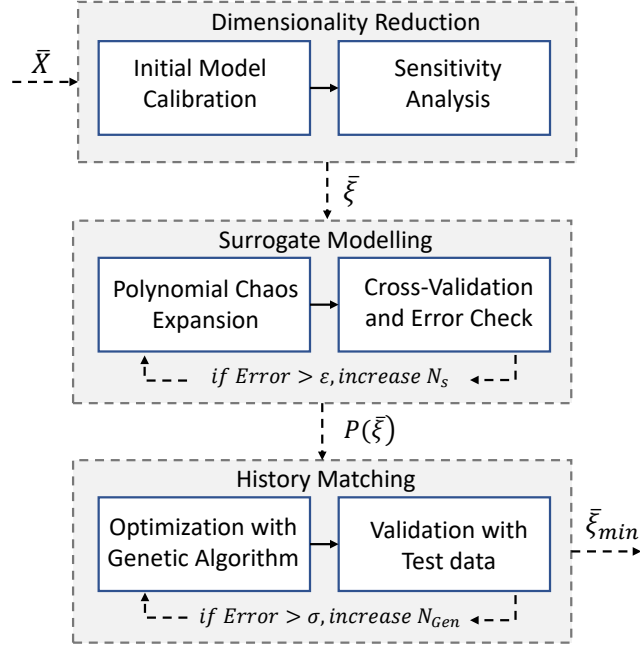 Dimensionality Reduction
X̄
Initial Model
Calibration
Sensitivity
Analysis
ξ̄
Surrogate Modelling
Polynomial Chaos
Expansion
Cross-Validation
and Error Check
if Error > ε, increase Nₛ
P(ξ̄)
History Matching
Optimization with
Genetic Algorithm
Validation with
Test data
ξ̄_min
if Error > σ, increase N_Gen